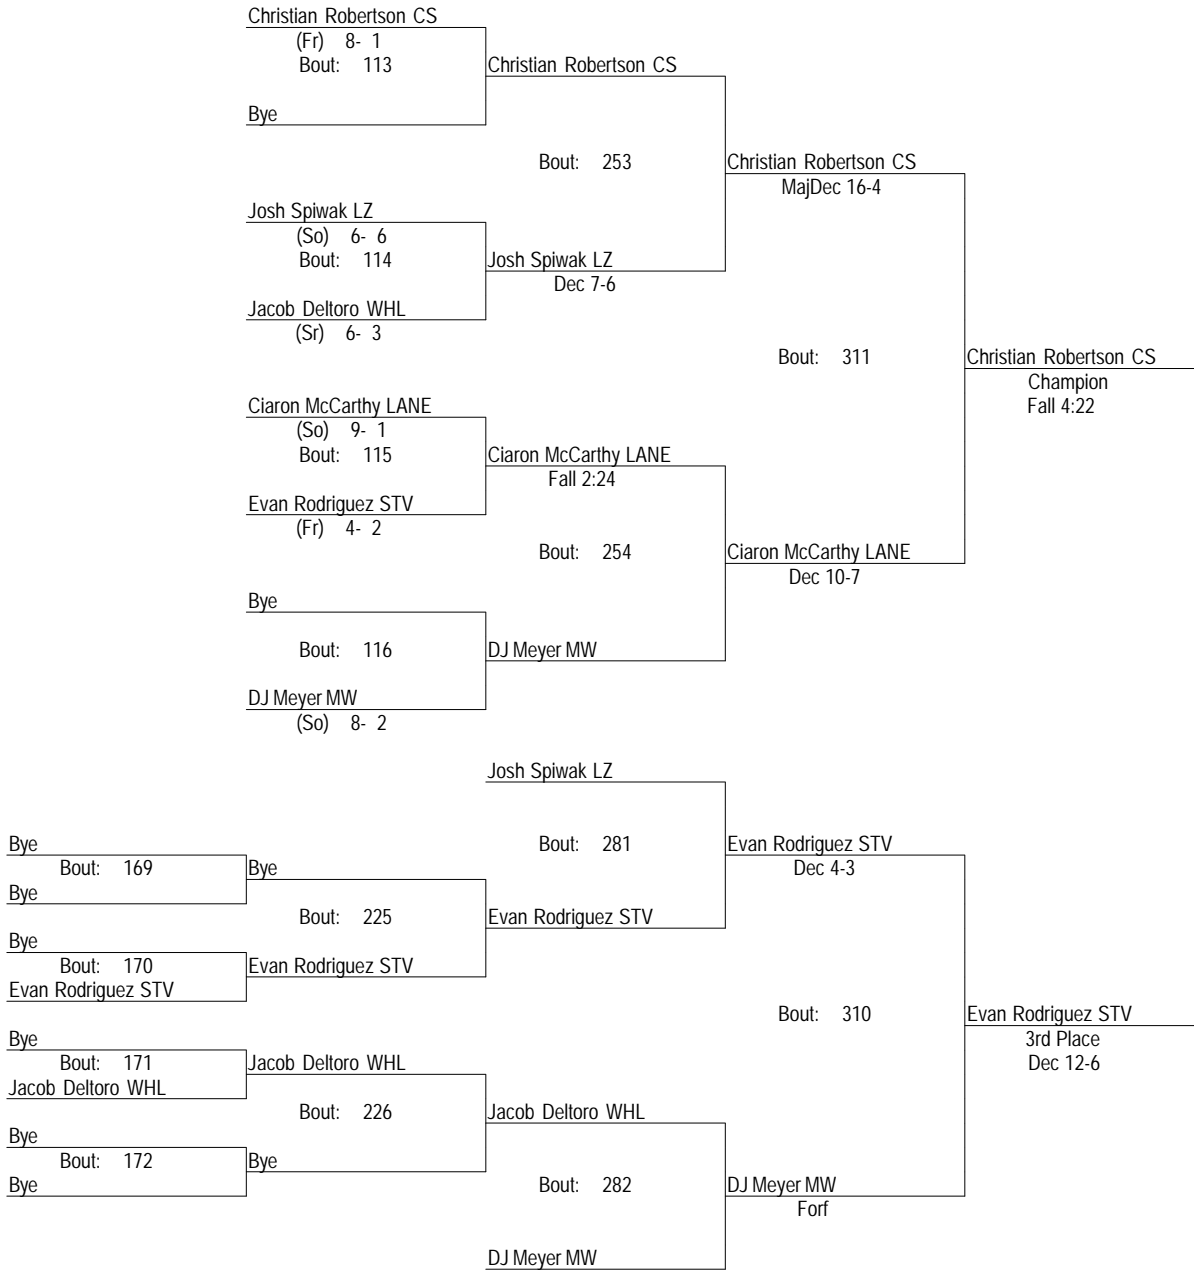 Christian Robertson CS
(Fr) 8- 1
Bout: 113
Christian Robertson CS
Bye
Bout: 253
Christian Robertson CS
MajDec 16-4
Josh Spiwak LZ
(So) 6- 6
Bout: 114
Josh Spiwak LZ
Dec 7-6
Jacob Deltoro WHL
(Sr) 6- 3
Bout: 311
Christian Robertson CS
Champion
Fall 4:22
Ciaron McCarthy LANE
(So) 9- 1
Bout: 115
Ciaron McCarthy LANE
Fall 2:24
Evan Rodriguez STV
(Fr) 4- 2
Bout: 254
Ciaron McCarthy LANE
Dec 10-7
Bye
Bout: 116
DJ Meyer MW
DJ Meyer MW
(So) 8- 2
Josh Spiwak LZ
Bye
Bout: 169
Bye
Bye
Bout: 281
Evan Rodriguez STV
Dec 4-3
Bout: 225
Evan Rodriguez STV
Bye
Bout: 170
Evan Rodriguez STV
Evan Rodriguez STV
Bout: 310
Evan Rodriguez STV
3rd Place
Dec 12-6
Bye
Bout: 171
Jacob Deltoro WHL
Jacob Deltoro WHL
Bout: 226
Jacob Deltoro WHL
Bye
Bout: 172
Bye
Bye
Bout: 282
DJ Meyer MW
Forf
DJ Meyer MW